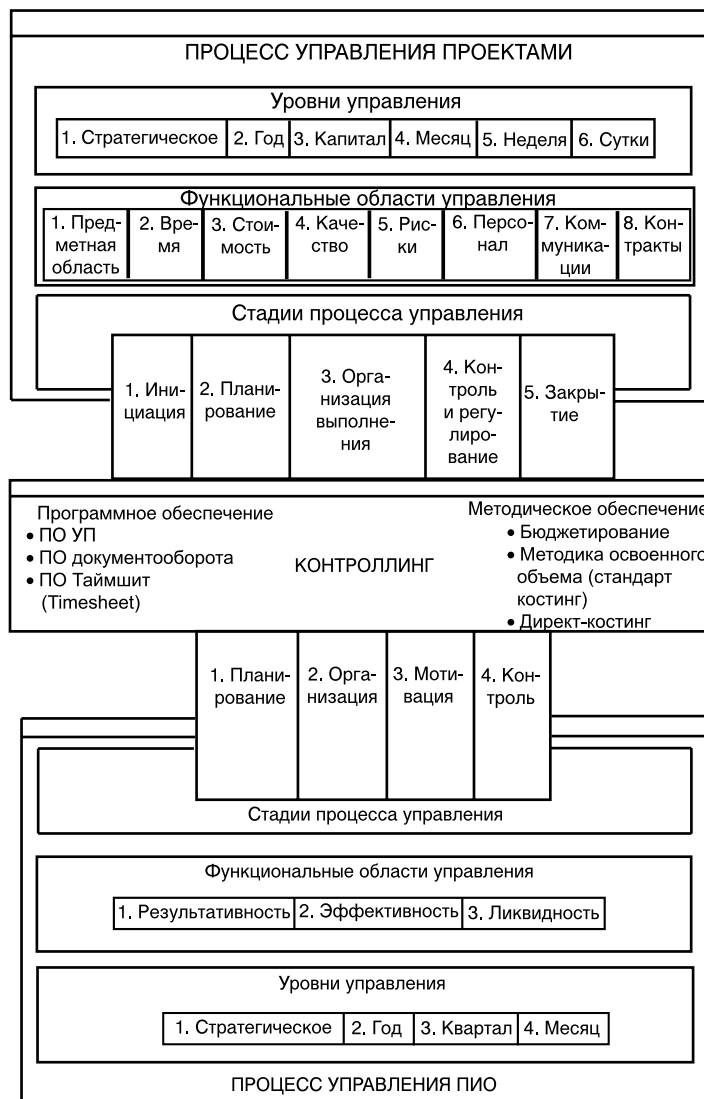 ПРОЦЕСС УПРАВЛЕНИЯ ПРОЕКТАМИ
Уровни управления
1. Стратегическое 2. Год 3. Капитал 4. Месяц 5. Неделя 6. Сутки
Функциональные области управления
1. Пред-
метная
область
2. Вре-
мя
3. Стои-
мость
4. Каче-
ство
5. Рис-
ки
6. Персо-
нал
7. Ком-
муника-
ции
8. Кон-
тракты
Стадии процесса управления
1. Ини-
циация
2. Плани-
рование
3. Орга-
низация
выполне-
ния
4. Кон-
троль
и регу-
лиро-
вание
5. Закры-
тие
Программное обеспечение
• ПО УП
• ПО документооборота
• ПО Таймшит
(Timesheet)
КОНТРОЛЛИНГ
Методическое обеспечение
• Бюджетирование
• Методика освоенного
объема (стандарт
костинг)
• Директ-костинг
1. Плани-
рование
2. Орга-
низация
3. Моти-
вация
4. Кон-
троль
Стадии процесса управления
Функциональные области управления
1. Результативность 2. Эффективность 3. Ликвидность
Уровни управления
1. Стратегическое 2. Год 3. Квартал 4. Месяц
ПРОЦЕСС УПРАВЛЕНИЯ ПИО